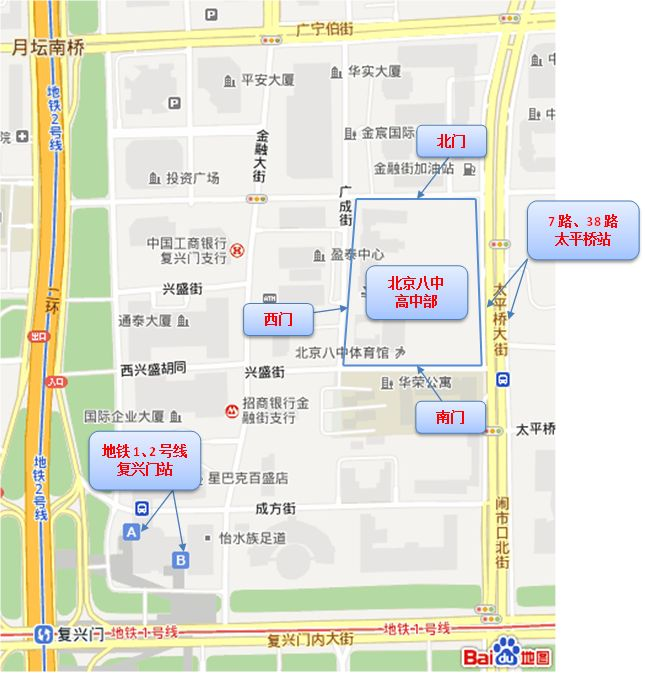 广宁伯街
月坛南桥
平安大厦
华实大厦
地铁2号线
金宸国际
北门
金融大街
金融街加油站
投资广场
广成街
7路、38路
太平桥站
中国工商银行
复兴门支行
盈泰中心
北京八中
高中部
兴盛街
ATM
二环
西门
通泰大厦
太平桥大街
出口
北京八中体育馆
西兴盛胡同
兴盛街
入口
华荣公寓
招商银行金
融街支行
国际企业大厦
南门
太平桥
地铁1、2号线
复兴门站
地铁2号线
星巴克百盛店
成方街
闹市口北街
A
怡水族足道
B
复兴门
地铁1号线
地铁1号线
复兴门内大街
Bai du 地图
P
P
院
中
中